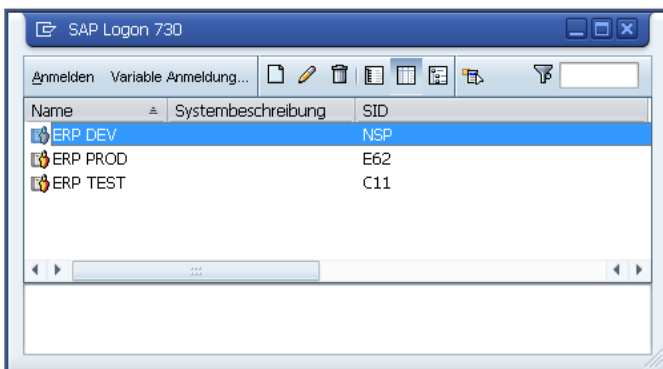 SAP Logon 730
Anmelden Variable Anmeldung...
Name Systembeschreibung SID
ERP DEV NSP
ERP PROD E62
ERP TEST C11